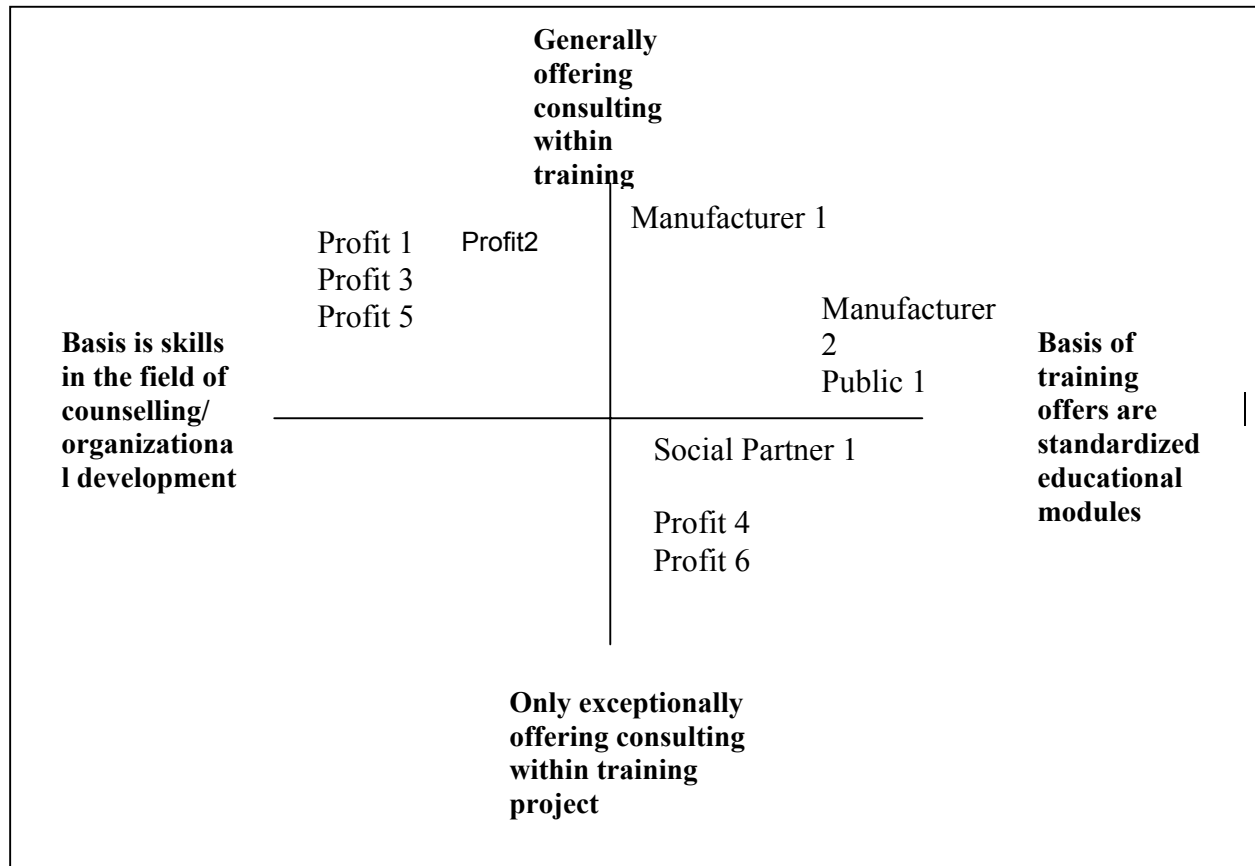 Generally
offering
consulting
within
training
Manufacturer 1
Profit 1
Profit2
Profit 3
Profit 5
Manufacturer
2
Public 1
Basis is skills
in the field of
counselling/
organizationa
l development
Basis of
training
offers are
standardized
educational
modules
Social Partner 1
Profit 4
Profit 6
Only exceptionally
offering consulting
within training
project